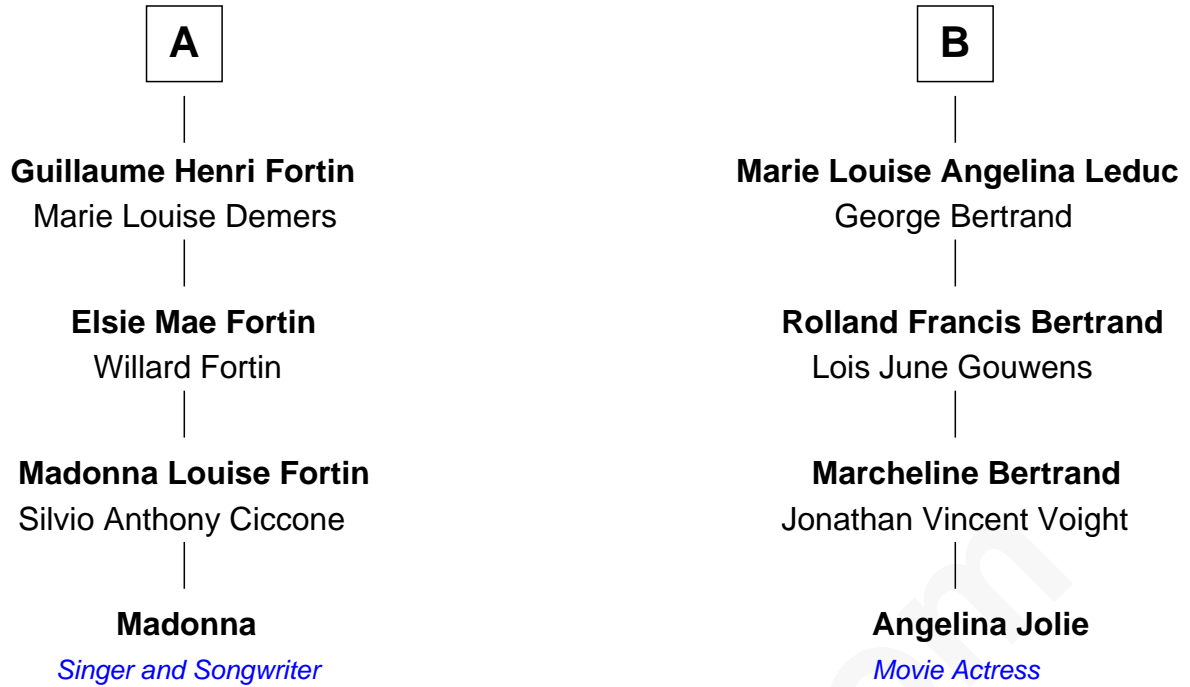 A
Guillaume Henri Fortin
Marie Louise Demers
Elsie Mae Fortin
Willard Fortin
Madonna Louise Fortin
Silvio Anthony Ciccone
Madonna
Singer and Songwriter
B
Marie Louise Angelina Leduc
George Bertrand
Rolland Francis Bertrand
Lois June Gouwens
Marcheline Bertrand
Jonathan Vincent Voight
Angelina Jolie
Movie Actress